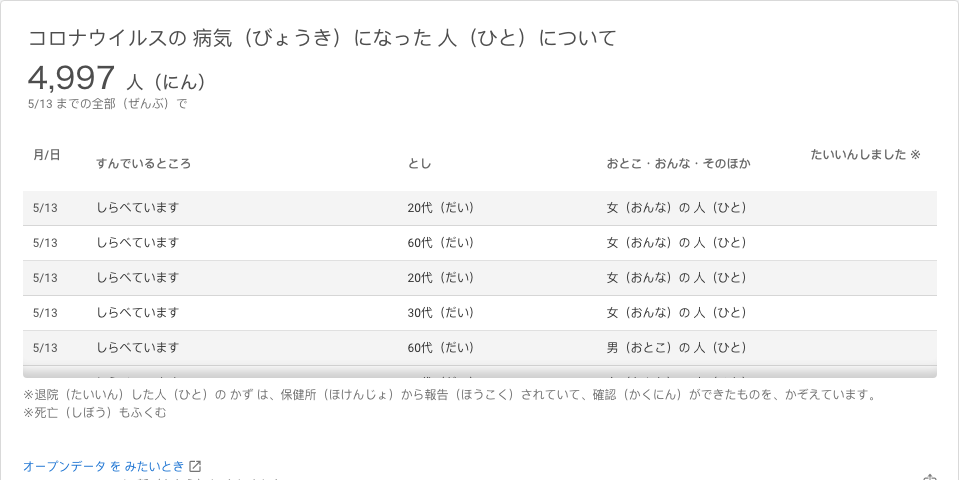 コロナウイルスの 病気（びょうき）になった 人（ひと）について
4,997 人（にん）
5/13 までの全部（ぜんぶ）で
月/日 すんでいるところ とし おとこ・おんな・そのほか たいいんしました ※
5/13 しらべています 20代（だい） 女（おんな）の 人（ひと）
5/13 しらべています 60代（だい） 女（おんな）の 人（ひと）
5/13 しらべています 20代（だい） 女（おんな）の 人（ひと）
5/13 しらべています 30代（だい） 女（おんな）の 人（ひと）
5/13 しらべています 60代（だい） 男（おとこ）の 人（ひと）
※退院（たいいん）した人（ひと）の かず は、保健所（ほけんじょ）から報告（ほうこく）されていて、確認（かくにん）ができたものを、かぞえています。
※死亡（しぼう）もふくむ
オープンデータ を みたいとき